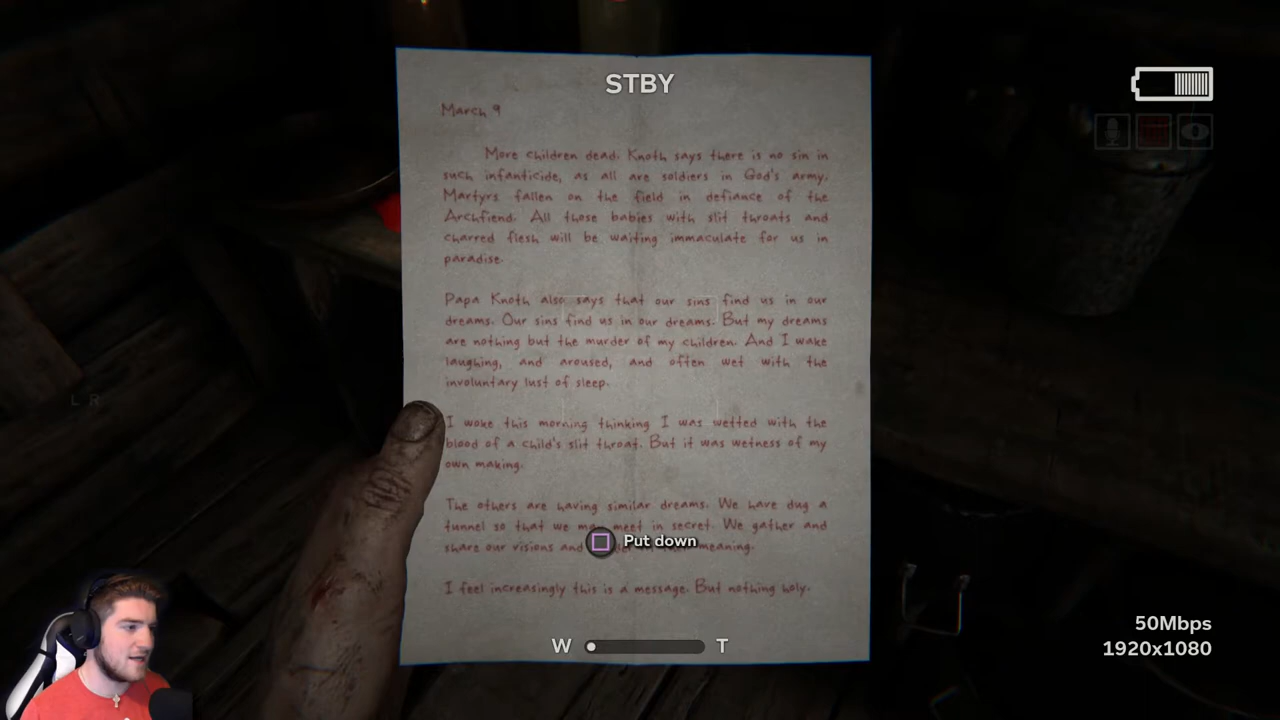 STBY
March 9
More children dead. Knoth says there is no sin in
such infanticide, as all are soldiers in God's army.
Martyrs fallen on the field in defiance of the
Archfiend. All those babies with slit throats and
charred flesh will be waiting immaculate for us in
paradise.
Papa Knoth also says that our sins find us in our
dreams. Our sins find us in our dreams. But my dreams
are nothing but the murder of my children. And I wake
laughing, and aroused, and often wet with the
involuntary lust of sleep.
I woke this morning thinking I was wetted with the
blood of a child's slit throat. But it was wetness of my
own making.
The others are having similar dreams. We have dug a
tunnel so that we may meet in secret. We gather and
share our visions and meaning.
Put down
I feel increasingly this is a message. But nothing holy.
L R
W T
50Mbps
1920x1080